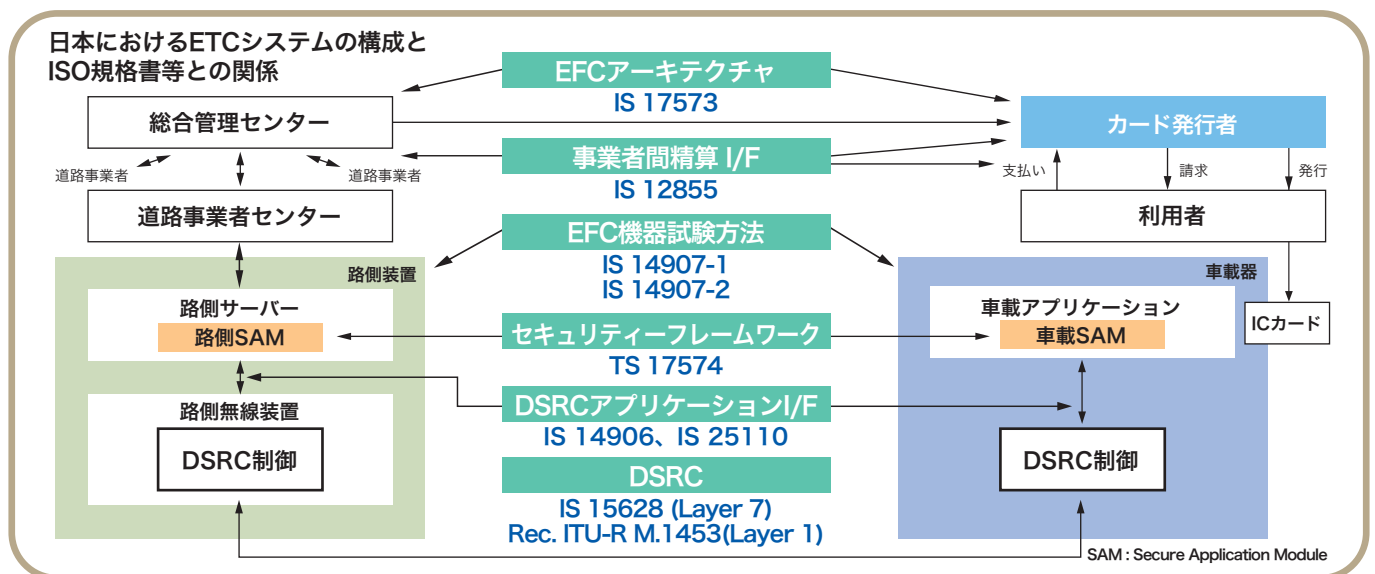 日本におけるETCシステムの構成と
ISO規格書等との関係
EFCアーキテクチャ
IS 17573
総合管理センター
カード発行者
事業者間精算 I/F
IS 12855
道路事業者
道路事業者
支払い
請求
発行
道路事業者センター
利用者
EFC機器試験方法
IS 14907-1
IS 14907-2
路側装置
車載器
路側サーバー
路側SAM
車載アプリケーション
車載SAM
ICカード
セキュリティーフレームワーク
TS 17574
路側無線装置
DSRC制御
DSRCアプリケーションI/F
IS 14906、IS 25110
DSRC制御
DSRC
IS 15628 (Layer 7)
Rec. ITU-R M.1453(Layer 1)
SAM : Secure Application Module